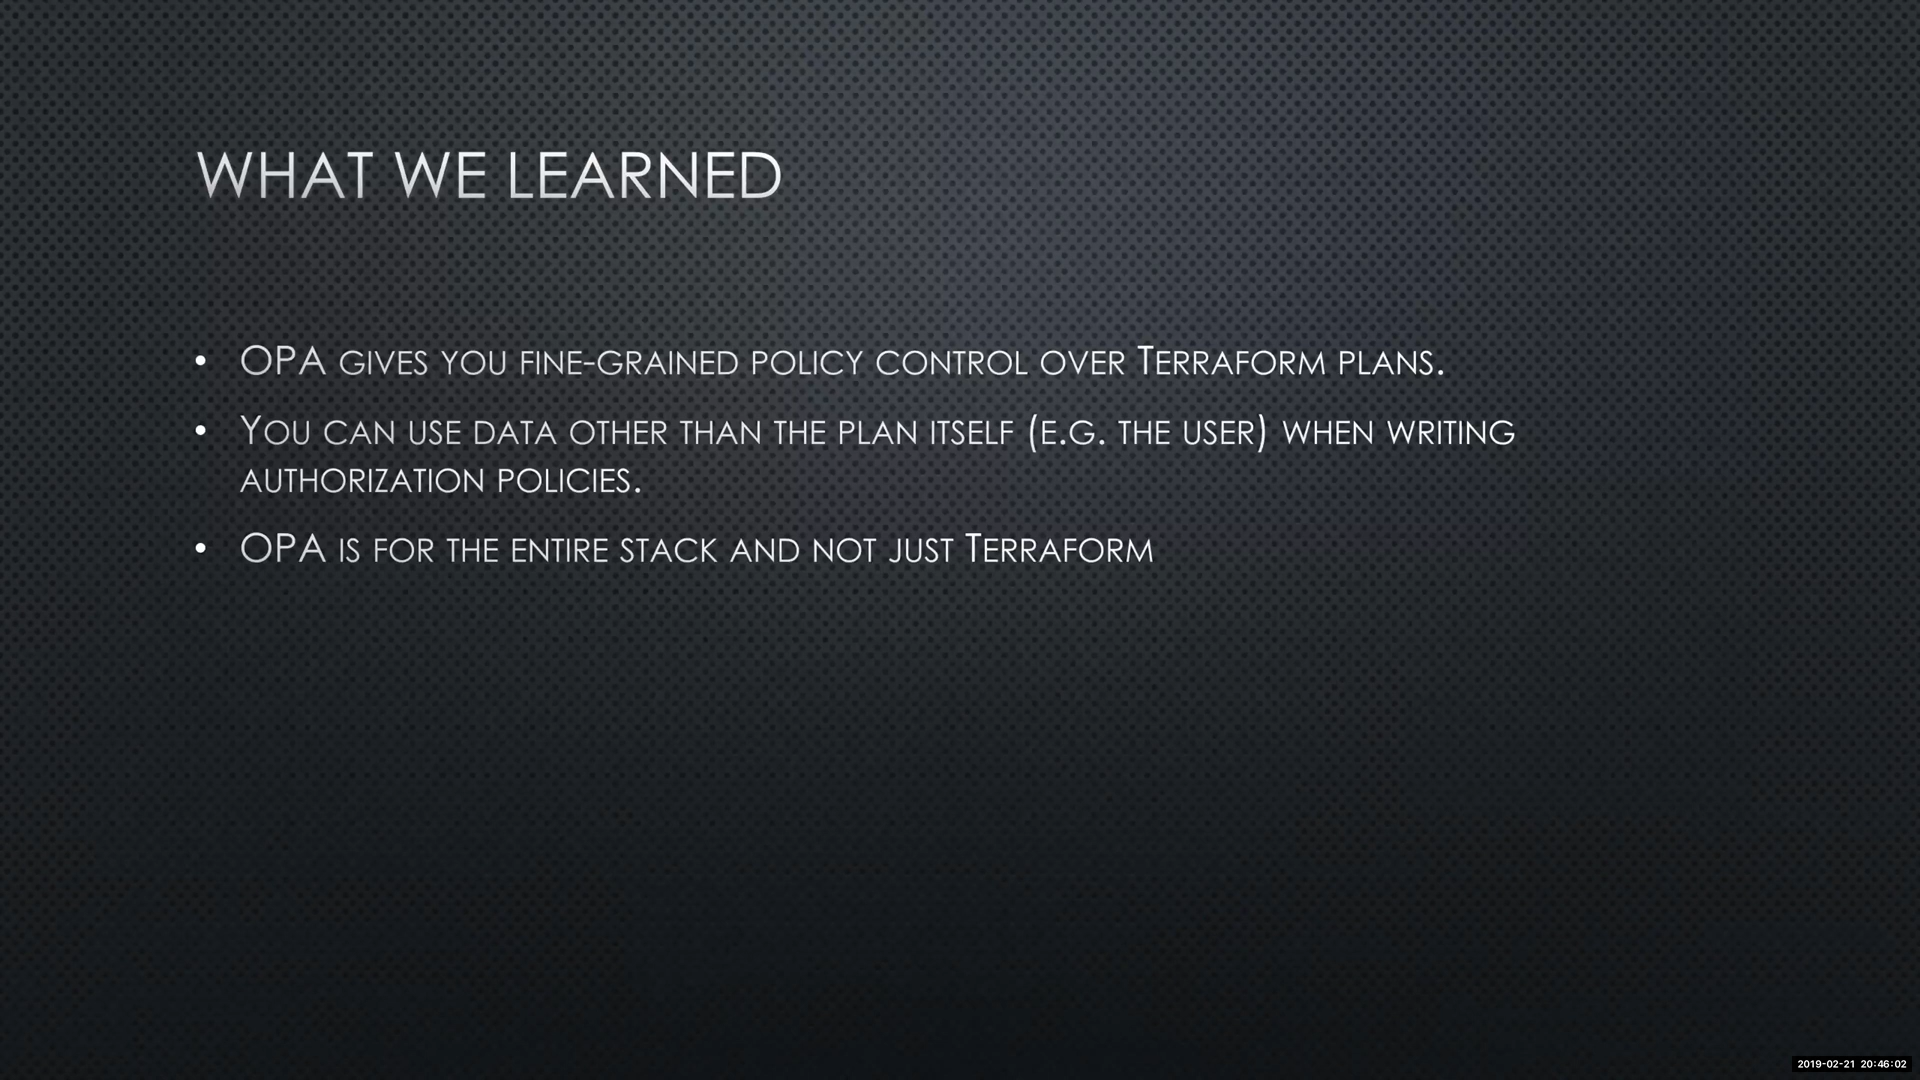 WHAT WE LEARNED
• OPA GIVES YOU FINE-GRAINED POLICY CONTROL OVER TERRAFORM PLANS.
• YOU CAN USE DATA OTHER THAN THE PLAN ITSELF (E.G. THE USER) WHEN WRITING
AUTHORIZATION POLICIES.
• OPA IS FOR THE ENTIRE STACK AND NOT JUST TERRAFORM
2019-02-21 20:46:02